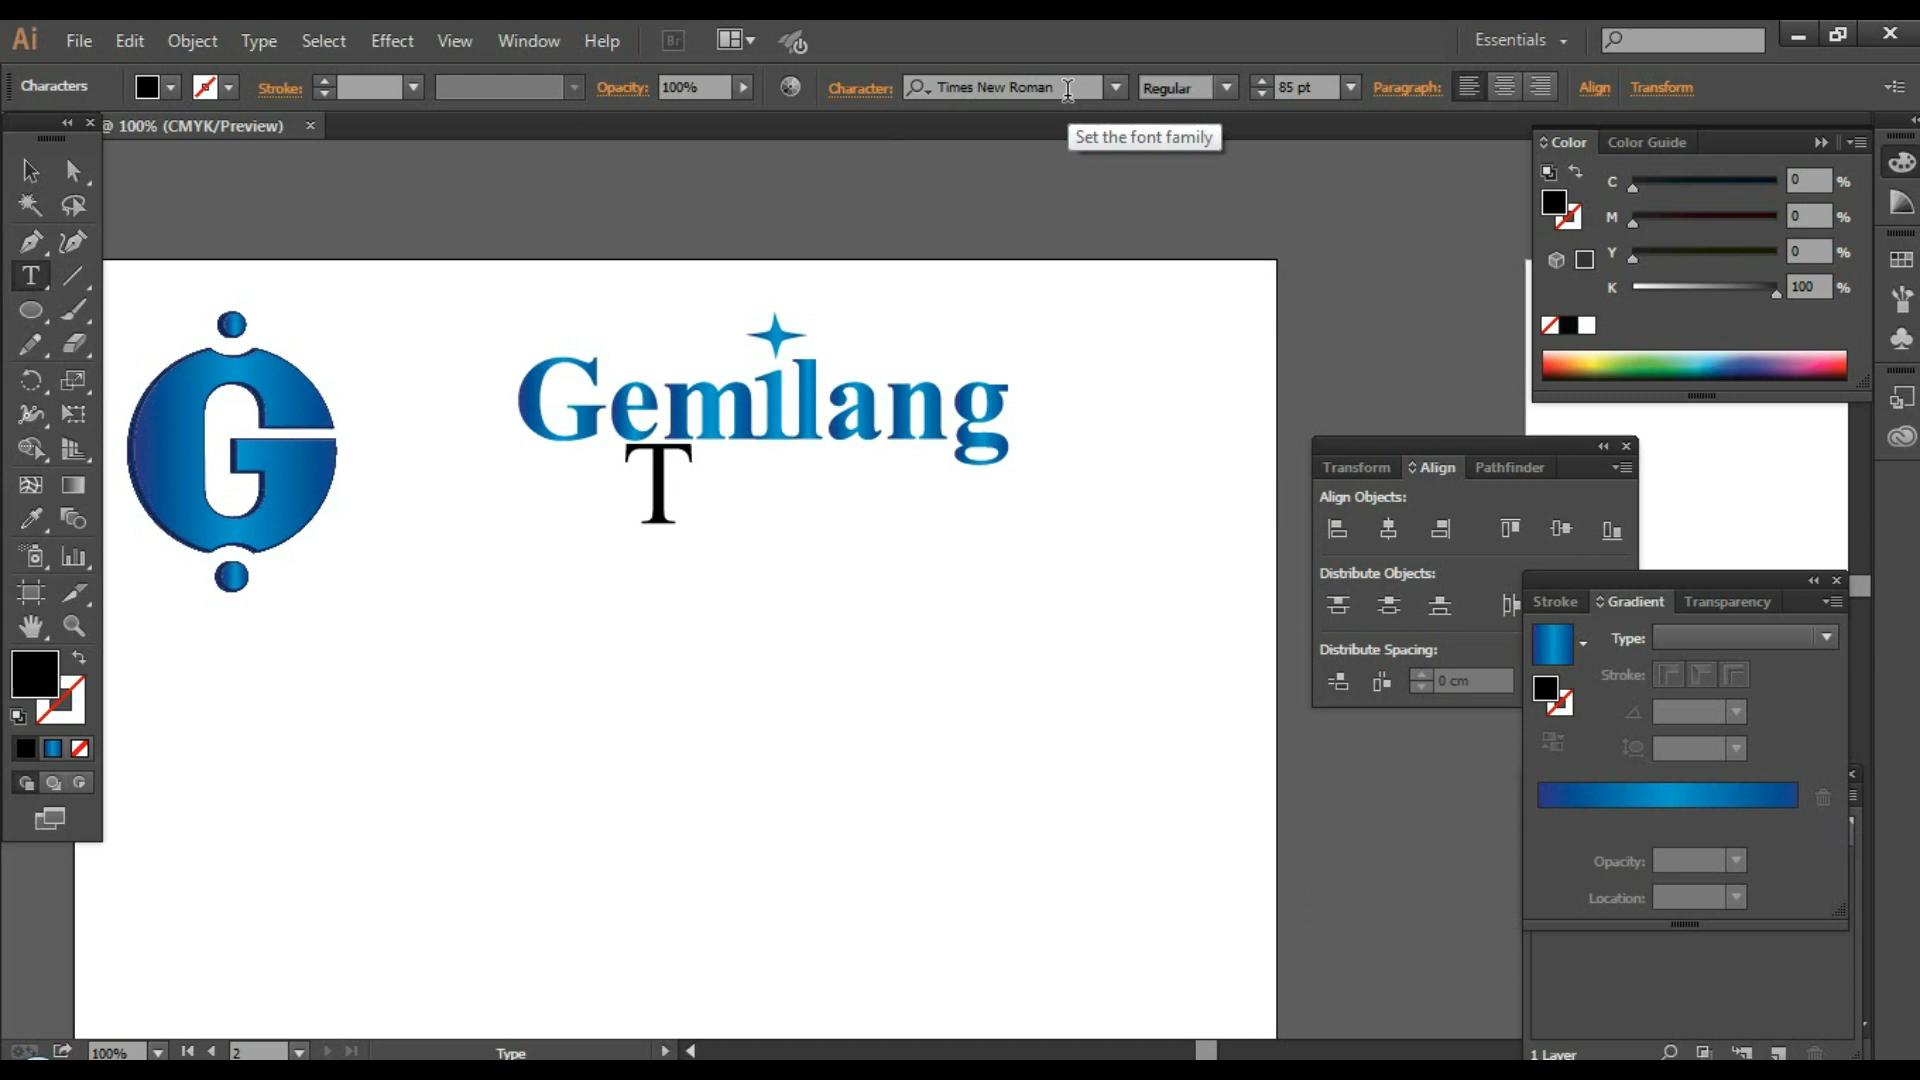 Ai File Edit Object Type Select Effect View Window Help Br Essentials
Characters Stroke: Opacity: 100% Character: Times New Roman Regular 85 pt Paragraph: Align Transform
@ 100% (CMYK/Preview)
Set the font family
Color Color Guide
C 0 %
M 0 %
Y 0 %
K 100 %
T
G
Gemilang
T
Transform Align Pathfinder
Align Objects:
Distribute Objects:
Distribute Spacing:
0 cm
Stroke Gradient Transparency
Type:
Stroke:
Opacity:
Location:
100% 2 Type
1 Layer